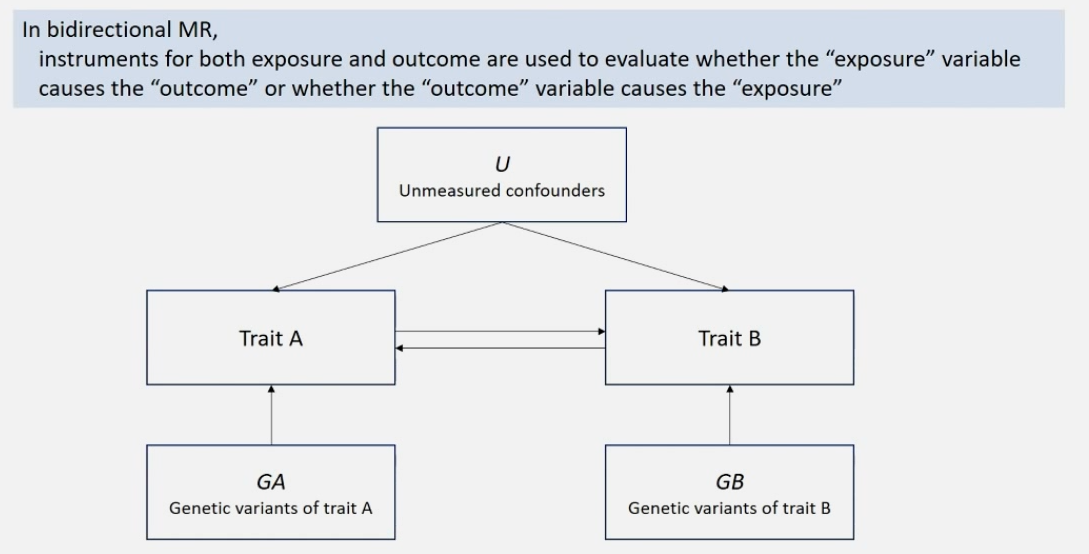 In bidirectional MR,
instruments for both exposure and outcome are used to evaluate whether the “exposure” variable
causes the “outcome” or whether the “outcome” variable causes the “exposure”
U
Unmeasured confounders
Trait A
Trait B
GA
Genetic variants of trait A
GB
Genetic variants of trait B